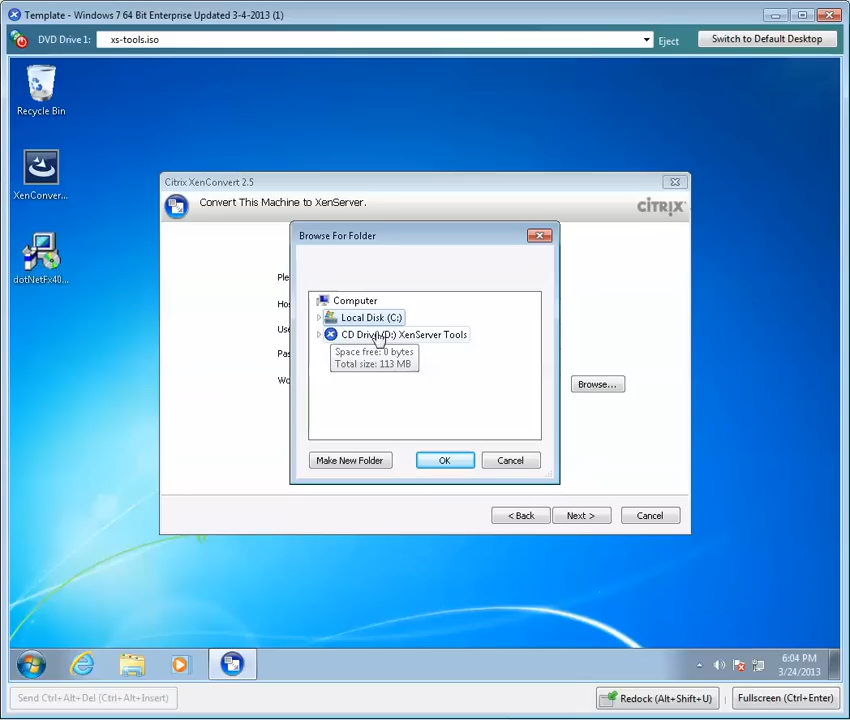 Template - Windows 7 64 Bit Enterprise Updated 3-4-2013 (1)
DVD Drive 1: xs-tools.iso Eject Switch to Default Desktop
Recycle Bin
XenConver...
dotNetFx40...
Citrix XenConvert 2.5
Convert This Machine to XenServer.
CITRIX
Browse For Folder
Ple
Hos
Use
Pas
Wo
Computer
Local Disk (C:)
CD Drive (D:) XenServer Tools
Space free: 0 bytes
Total size: 113 MB
Browse...
Make New Folder OK Cancel
< Back Next > Cancel
6:04 PM
3/24/2013
Send Ctrl+Alt+Del (Ctrl+Alt+Insert) Redock (Alt+Shift+U) Fullscreen (Ctrl+Enter)